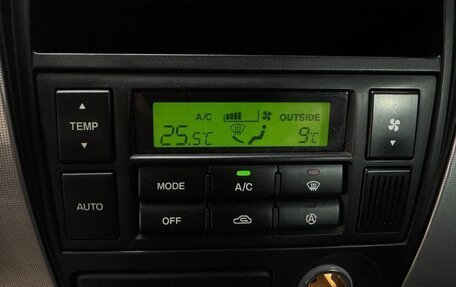 A/C OUTSIDE
TEMP 25.5°C 9°C
MODE A/C
AUTO
OFF